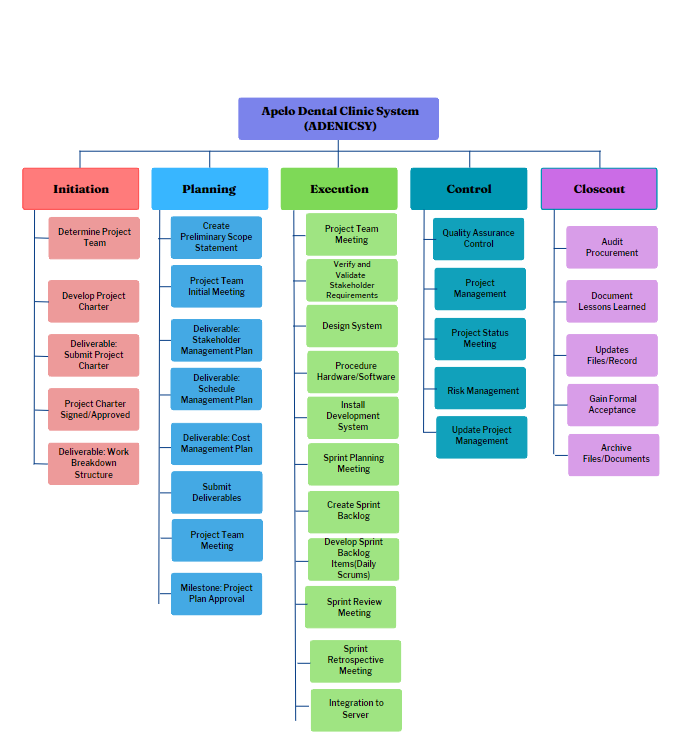 Apelo Dental Clinic System
(ADENICSY)
Initiation
Determine Project
Team
Develop Project
Charter
Deliverable:
Submit Project
Charter
Project Charter
Signed/Approved
Deliverable: Work
Breakdown
Structure
Planning
Create
Preliminary Scope
Statement
Project Team
Initial Meeting
Deliverable:
Stakeholder
Management Plan
Deliverable:
Schedule
Management Plan
Deliverable: Cost
Management Plan
Submit
Deliverables
Project Team
Meeting
Milestone: Project
Plan Approval
Execution
Project Team
Meeting
Verify and
Validate
Stakeholder
Requirements
Design System
Procedure
Hardware/Software
Install
Development
System
Sprint Planning
Meeting
Create Sprint
Backlog
Develop Sprint
Backlog
Items(Daily
Scrums)
Sprint Review
Meeting
Sprint
Retrospective
Meeting
Integration to
Server
Control
Quality Assurance
Control
Project
Management
Project Status
Meeting
Risk Management
Update Project
Management
Closeout
Audit
Procurement
Document
Lessons Learned
Updates
Files/Record
Gain Formal
Acceptance
Archive
Files/Documents